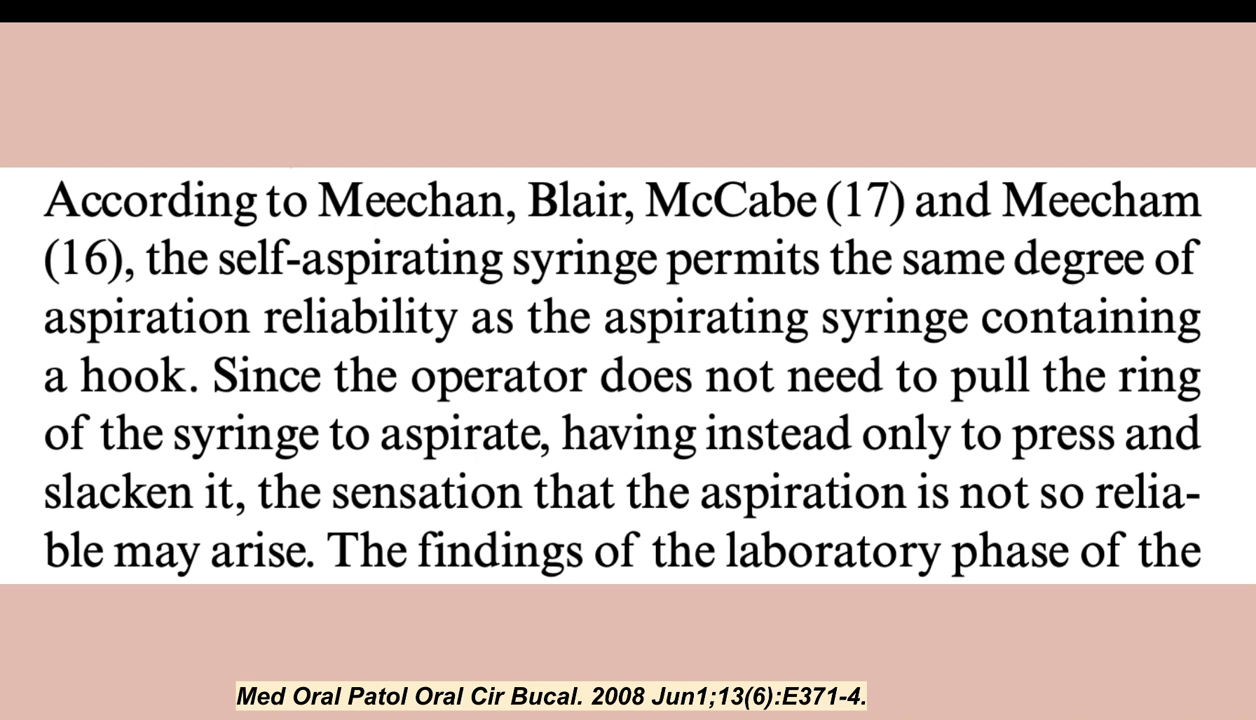 According to Meechan, Blair, McCabe (17) and Meecham
(16), the self-aspirating syringe permits the same degree of
aspiration reliability as the aspirating syringe containing
a hook. Since the operator does not need to pull the ring
of the syringe to aspirate, having instead only to press and
slacken it, the sensation that the aspiration is not so relia-
ble may arise. The findings of the laboratory phase of the
Med Oral Patol Oral Cir Bucal. 2008 Jun1;13(6):E371-4.